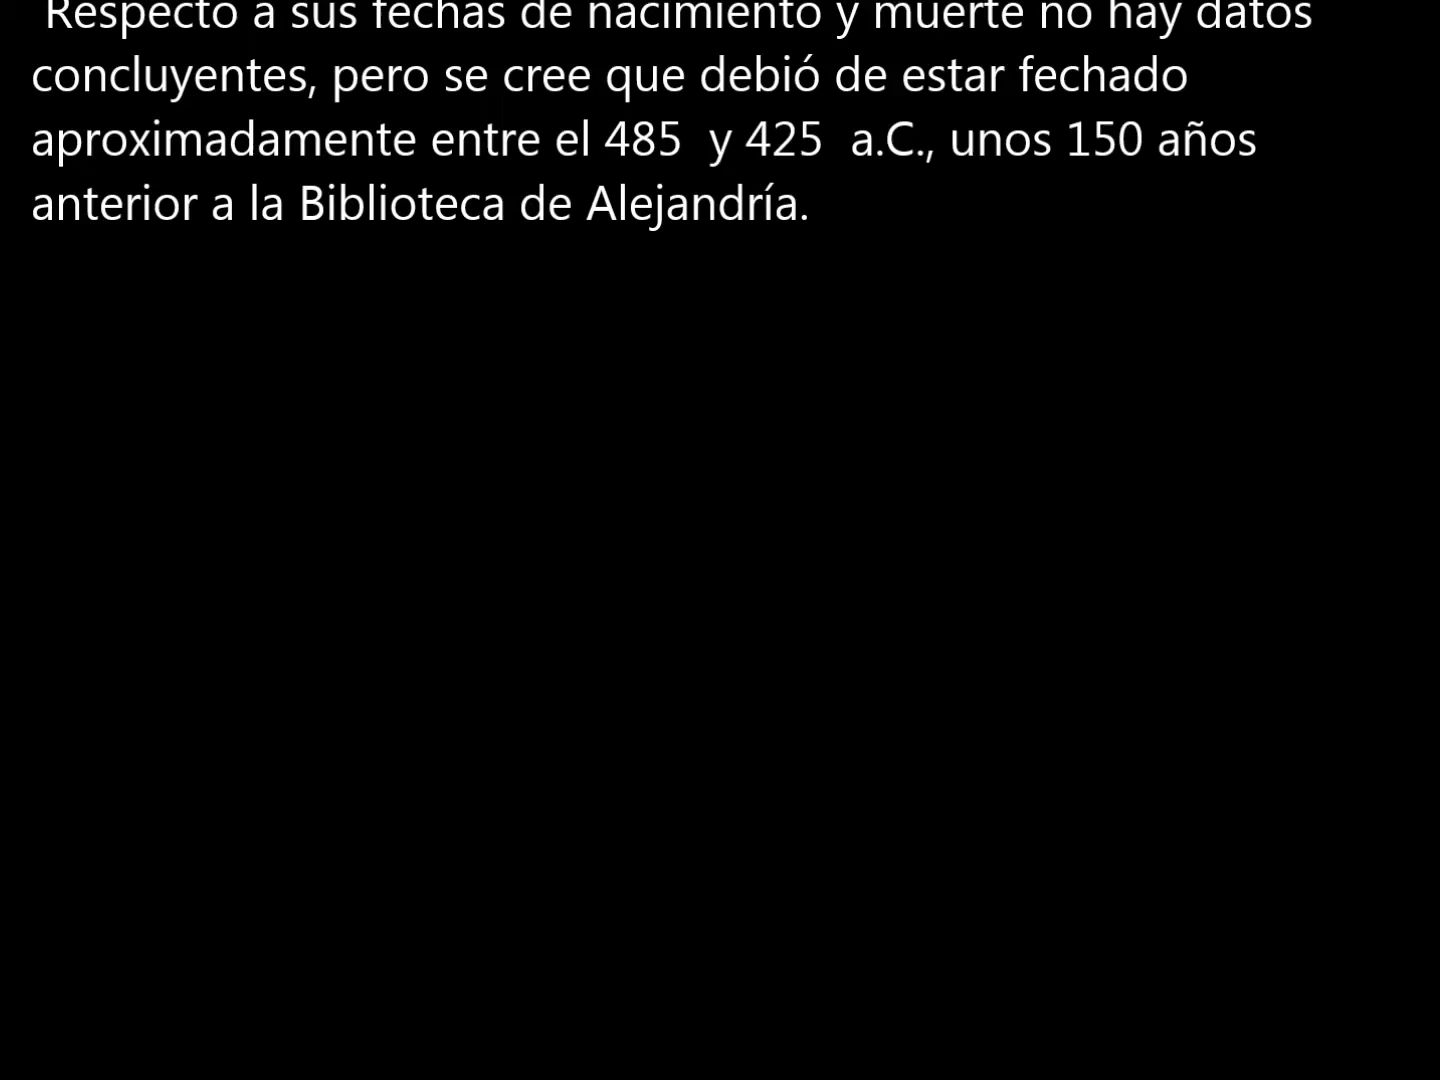 Respecto a sus fechas de nacimiento y muerte no hay datos
concluyentes, pero se cree que debió de estar fechado
aproximadamente entre el 485  y 425  a.C., unos 150 años
anterior a la Biblioteca de Alejandría.